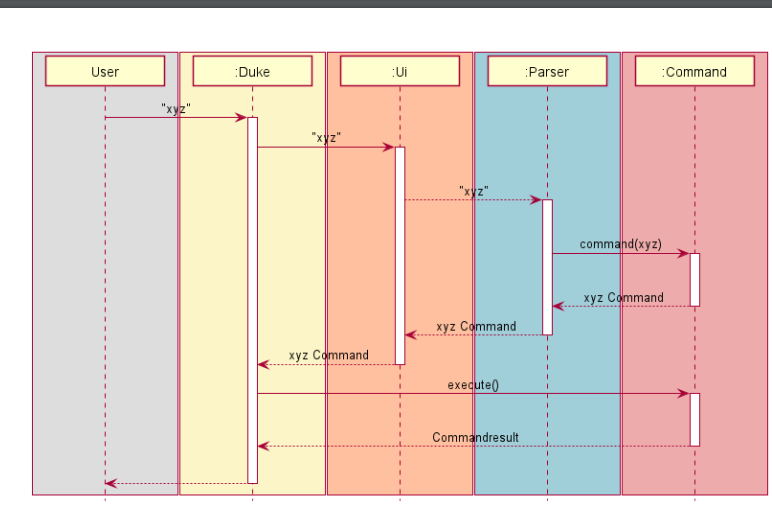 User
:Duke
:Ui
:Parser
:Command
"xyz"
"xyz"
"xyz"
command(xyz)
xyz Command
xyz Command
xyz Command
execute()
Commandresult